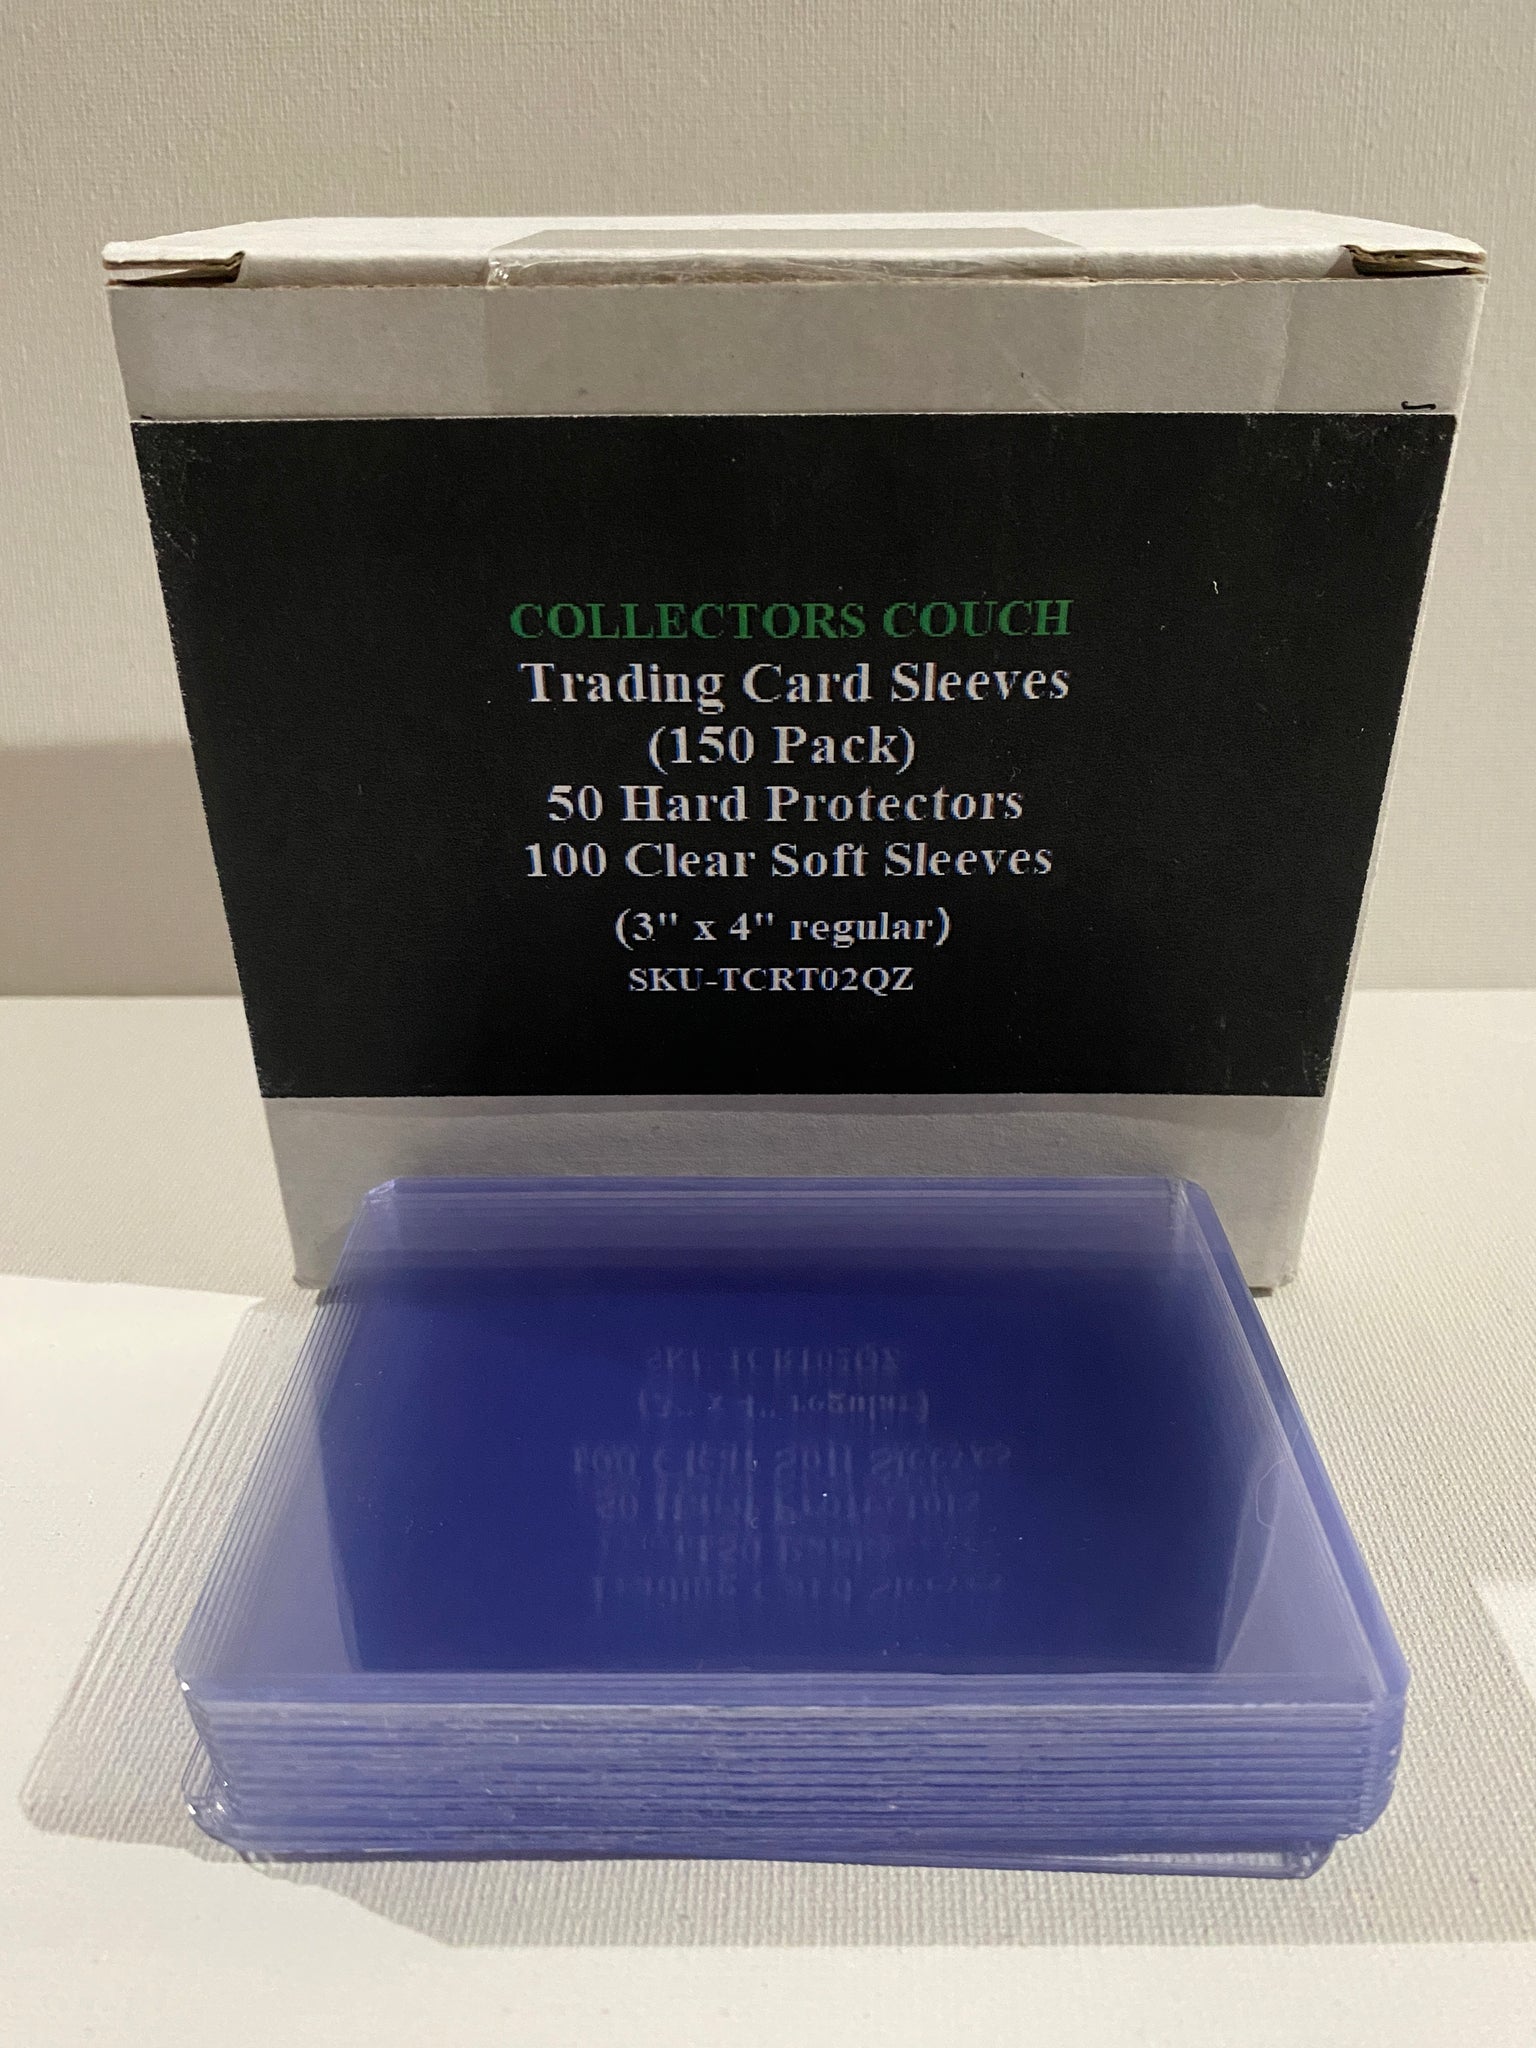 COLLECTORS COUCH
Trading Card Sleeves
(150 Pack)
50 Hard Protectors
100 Clear Soft Sleeves
(3" x 4" regular)
SKU-TCRT02QZ